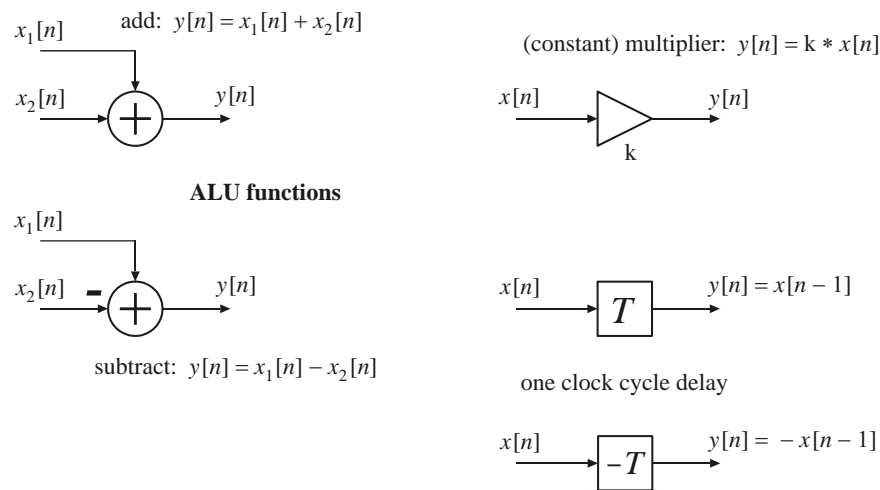 x₁[n]
add: y[n] = x₁[n] + x₂[n]
x₂[n]
y[n]
+
(constant) multiplier: y[n] = k * x[n]
x[n]
y[n]
k
ALU functions
x₁[n]
x₂[n]
-
y[n]
+
subtract: y[n] = x₁[n] − x₂[n]
x[n]
T
y[n] = x[n − 1]
one clock cycle delay
x[n]
−T
y[n] = − x[n − 1]